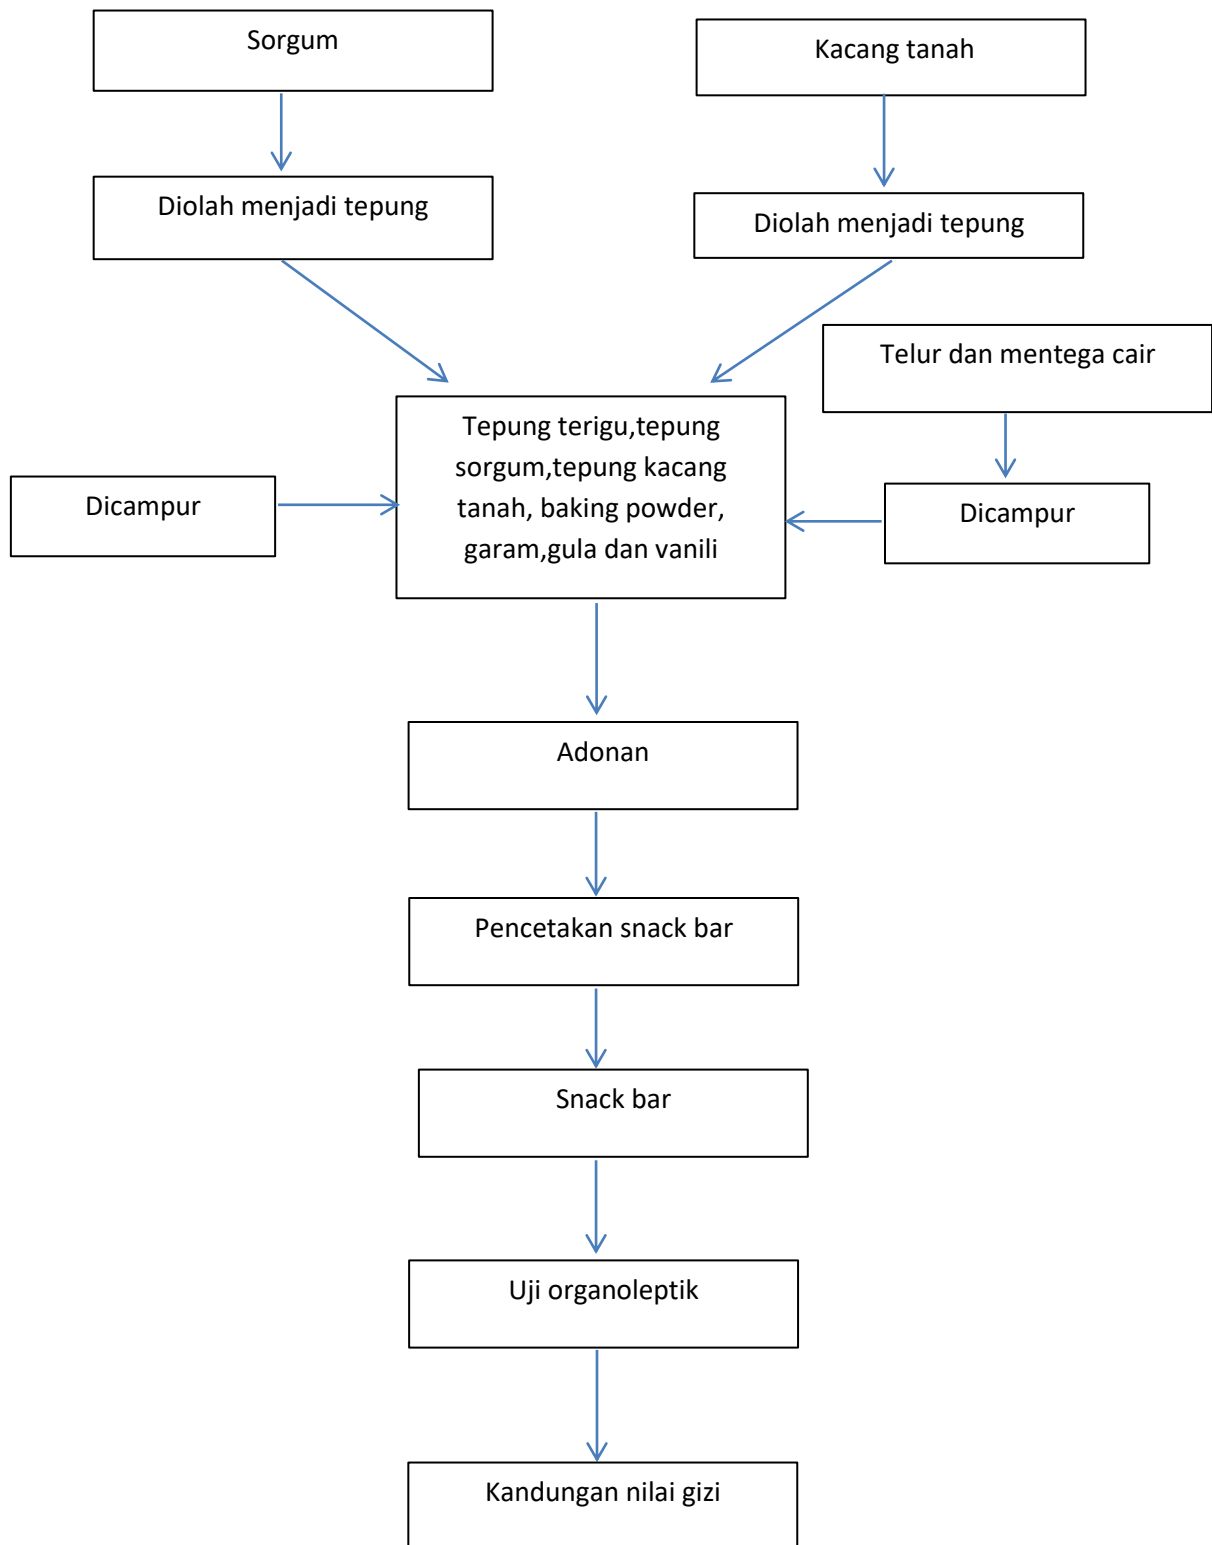 Sorgum
Kacang tanah
Diolah menjadi tepung
Diolah menjadi tepung
Telur dan mentega cair
Tepung terigu,tepung
sorgum,tepung kacang
tanah, baking powder,
garam,gula dan vanili
Dicampur
Dicampur
Adonan
Pencetakan snack bar
Snack bar
Uji organoleptik
Kandungan nilai gizi